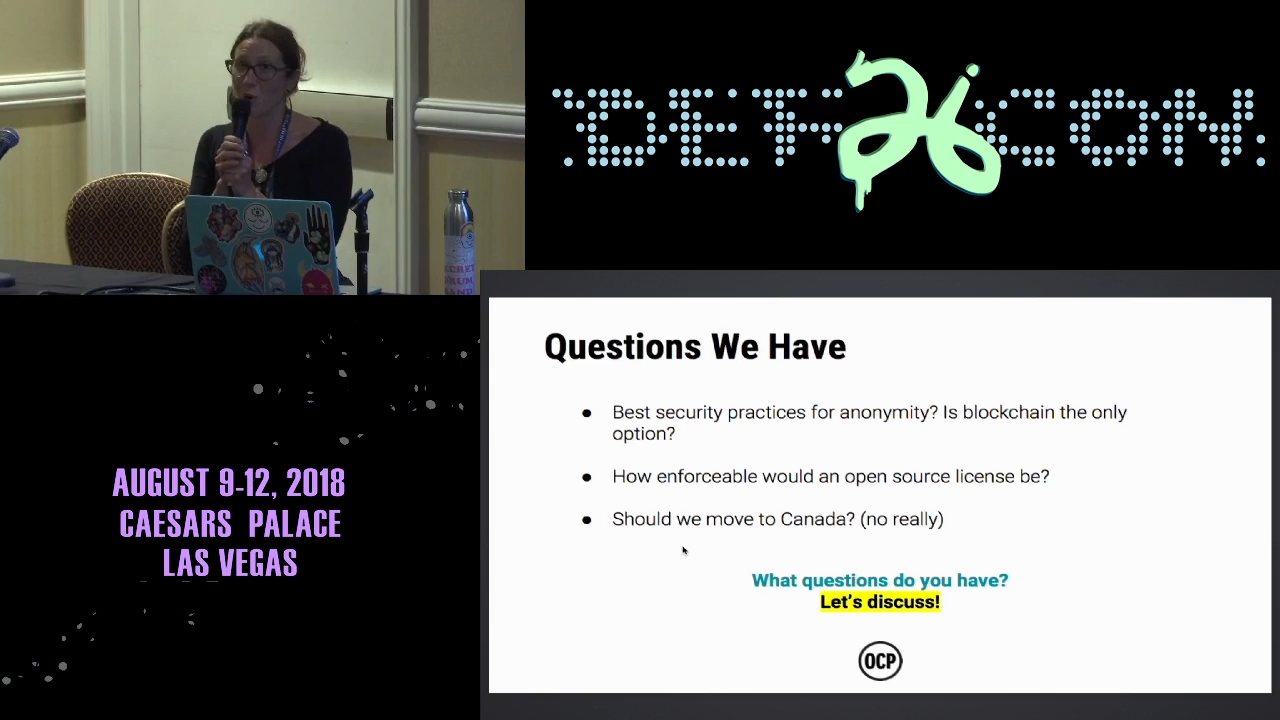 DEF 26 CON
Questions We Have
● Best security practices for anonymity? Is blockchain the only
option?
● How enforceable would an open source license be?
● Should we move to Canada? (no really)
What questions do you have?
Let's discuss!
OCP
AUGUST 9-12, 2018
CAESARS PALACE
LAS VEGAS